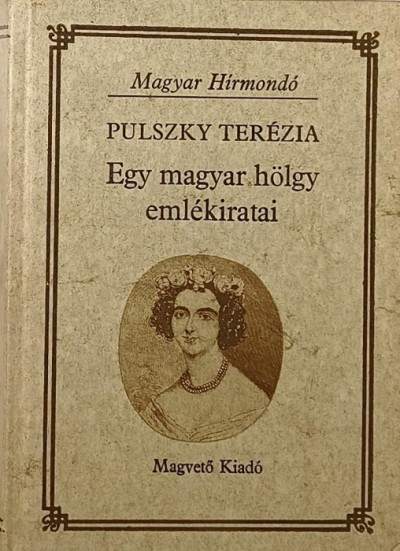 Magyar Hírmondó
PULSZKY TERÉZIA
Egy magyar hölgy
emlékiratai
Magvető Kiadó